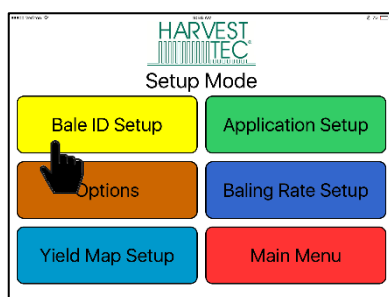 HARVEST
TEC
Setup Mode
Bale ID Setup
Application Setup
Options
Baling Rate Setup
Yield Map Setup
Main Menu